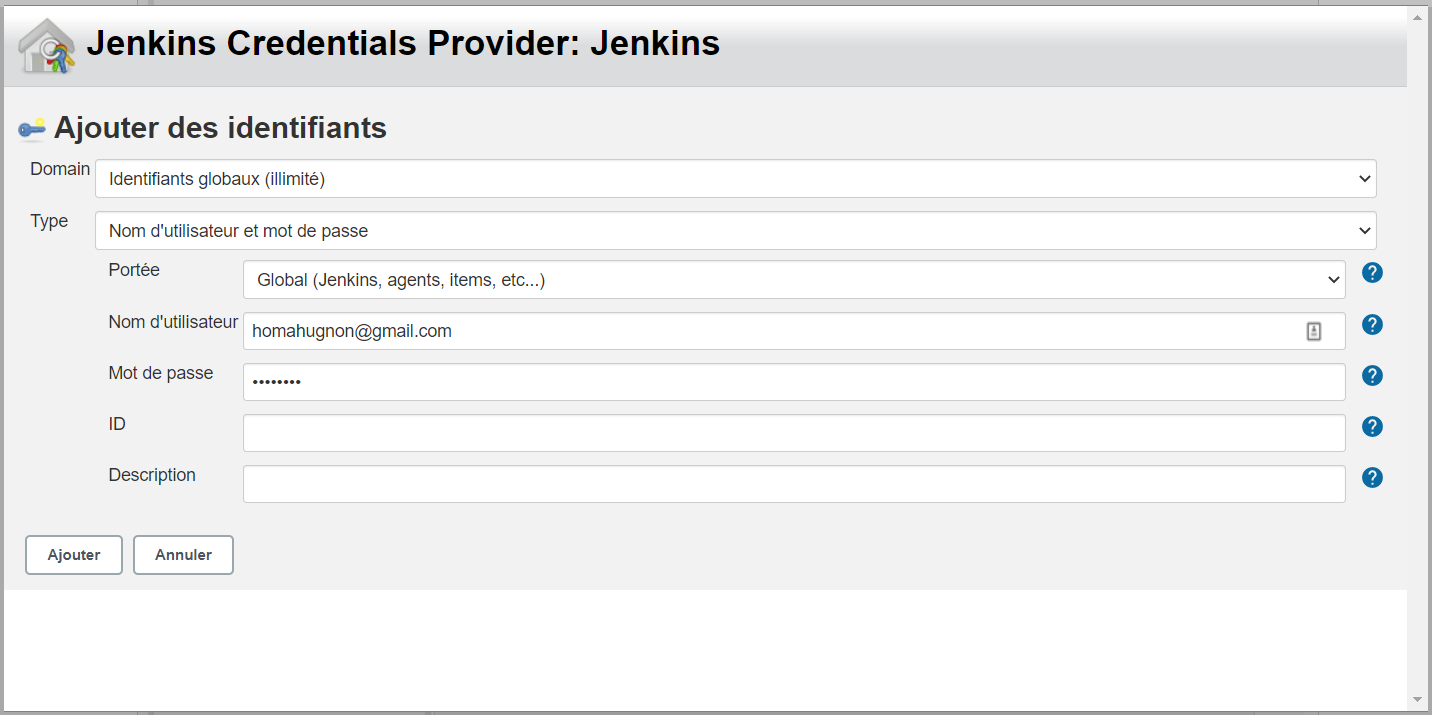 Jenkins Credentials Provider: Jenkins
Ajouter des identifiants
Domain Identifiants globaux (illimité)
Type Nom d'utilisateur et mot de passe
Portée Global (Jenkins, agents, items, etc...)
Nom d'utilisateur homahugnon@gmail.com
Mot de passe ••••••••
ID
Description
Ajouter Annuler